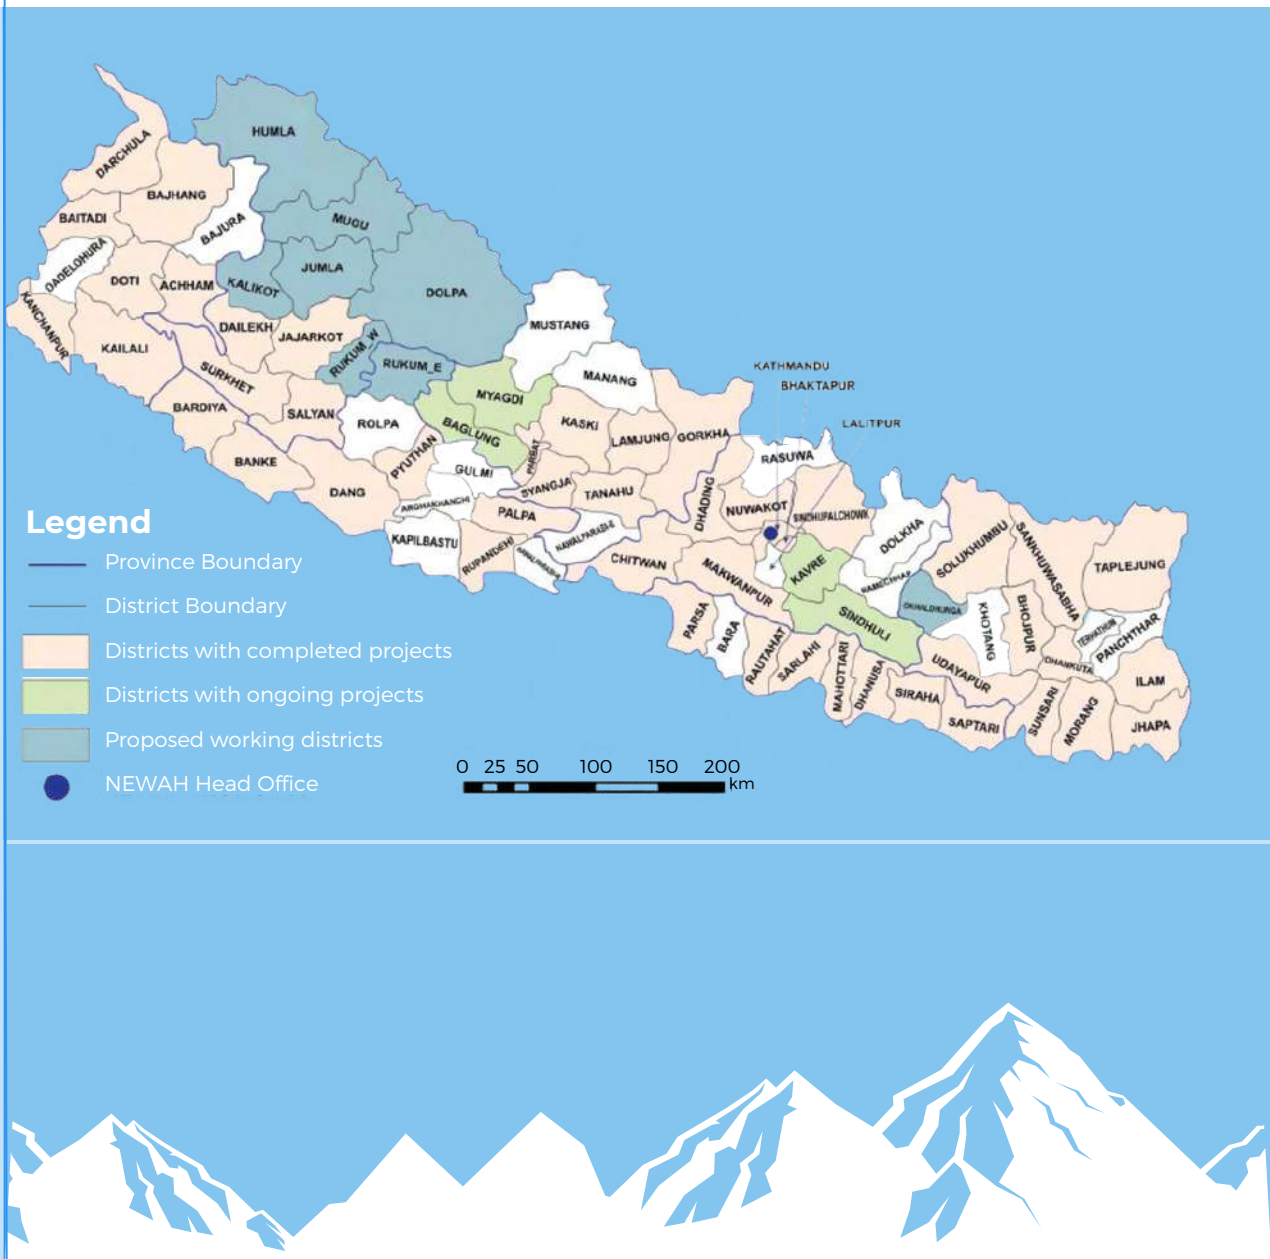 HUMLA
DARCHULA
BAJHANG
BAITADI
BAJURA
MUGU
DADELDHURA
DOTI
ACHHAM
KALIKOT
JUMLA
DOLPA
KANCHANPUR
KAILALI
DAILEKH
JAJARKOT
RUKUM_W
RUKUM_E
MUSTANG
MANANG
SURKHET
BARDIYA
SALYAN
ROLPA
MYAGDI
BAGLUNG
KASKI
LAMJUNG
GORKHA
KATHMANDU
BHAKTAPUR
LALITPUR
BANKE
DANG
PYUTHAN
GULMI
PARBAT
SYANGJA
TANAHU
DHADING
RASUWA
NUWAKOT
SINDHUPALCHOWK
ARGHAKHANCHI
PALPA
KAPILBASTU
RUPANDEHI
CHITWAN
MAKWANPUR
KAVRE
DOLKHA
RAMECHHAP
SOLUKHUMBU
SANKHUWASABHA
TAPLEJUNG
PARSA
BARA
RAUTAHAT
SARLAHI
SINDHULI
OKHALDHUNGA
KHOTANG
BHOJPUR
TERHATHUM
PANCHTHAR
MAHOTTARI
DHANUSA
SIRAHA
UDAYAPUR
DHANKUTA
ILAM
SAPTARI
SUNSARI
MORANG
JHAPA
Legend
Province Boundary
District Boundary
Districts with completed projects
Districts with ongoing projects
Proposed working districts
NEWAH Head Office
0 25 50 100 150 200
km